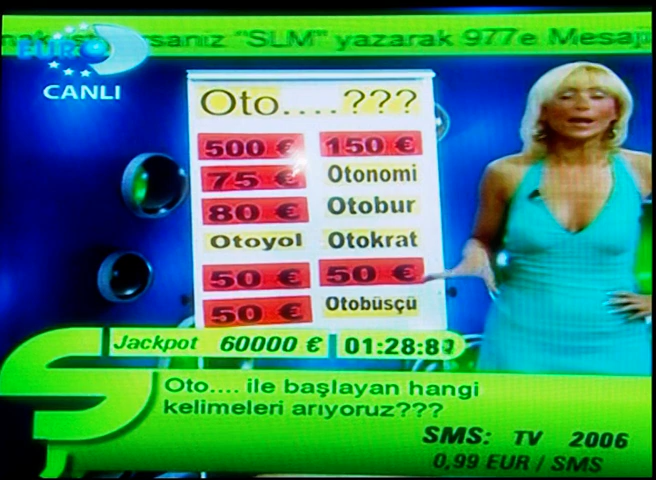 "SLM" yazarak 977e Mesaj
EURO
CANLI
Oto....???
500 € 150 €
75 € Otonomi
80 € Otobur
Otoyol Otokrat
50 € 50 €
50 € Otobüsçü
Jackpot 60000 € 01:28:8
Oto.... ile başlayan hangi
kelimeleri arıyoruz???
SMS: TV 2006
0,99 EUR / SMS